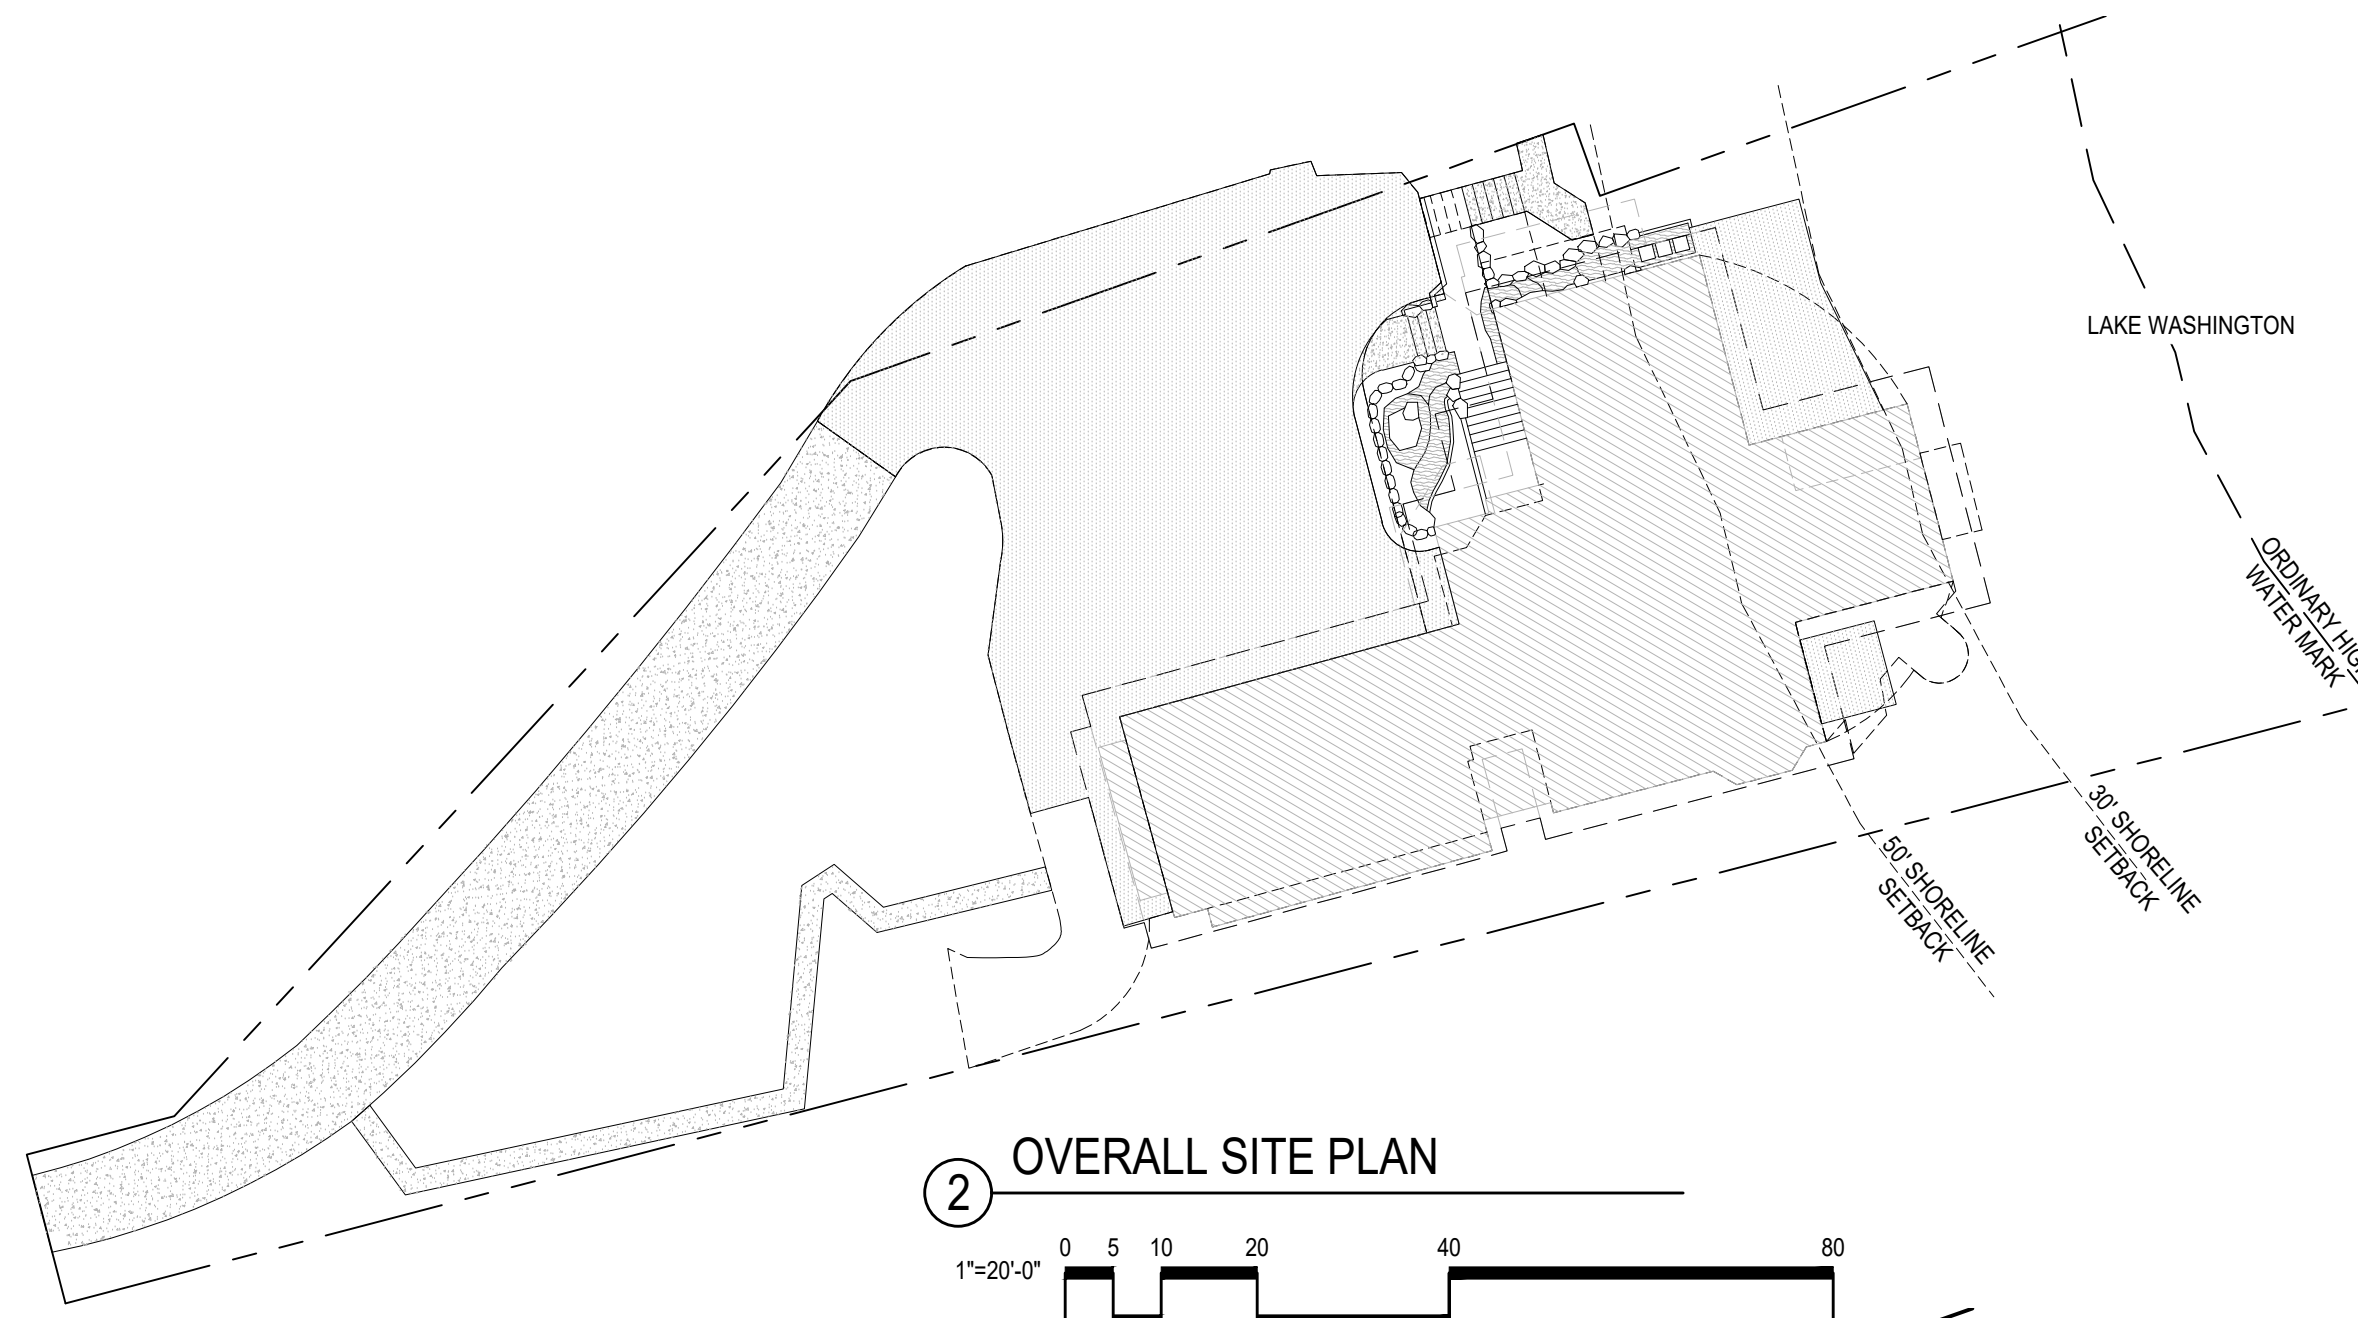 LAKE WASHINGTON
ORDINARY
WATER MARK
30' SHORELINE
SETBACK
50' SHORELINE
SETBACK
2
OVERALL SITE PLAN
0 5 10 20 40 80
1"=20'-0"